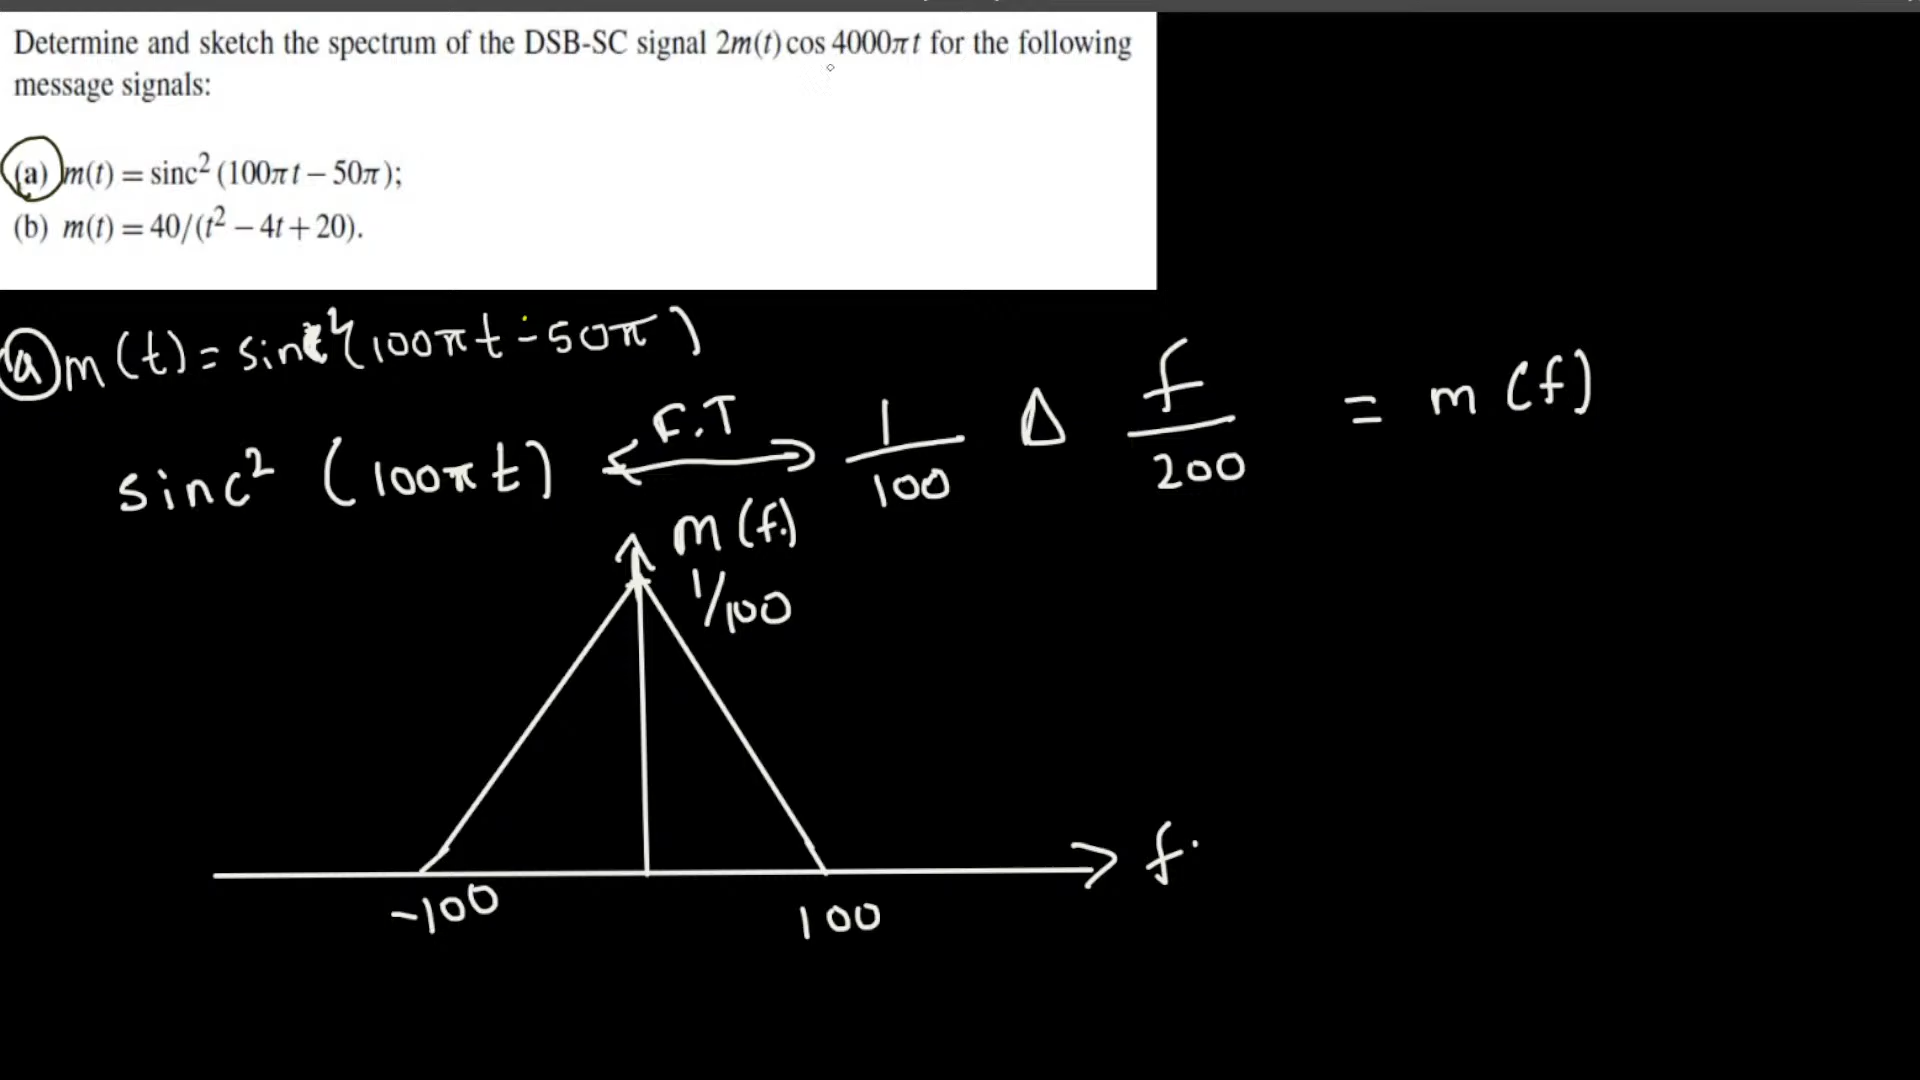 Determine and sketch the spectrum of the DSB-SC signal 2m(t) cos 4000πt for the following
message signals:
(a) m(t) = sinc² (100πt – 50π);
(b) m(t) = 40/(t² – 4t + 20).
(a) m(t) = sinc² (100πt - 50π)
sinc² (100πt) F.T 1/100 Δ f/200 = m(f)
m(f)
1/100
f
-100 100